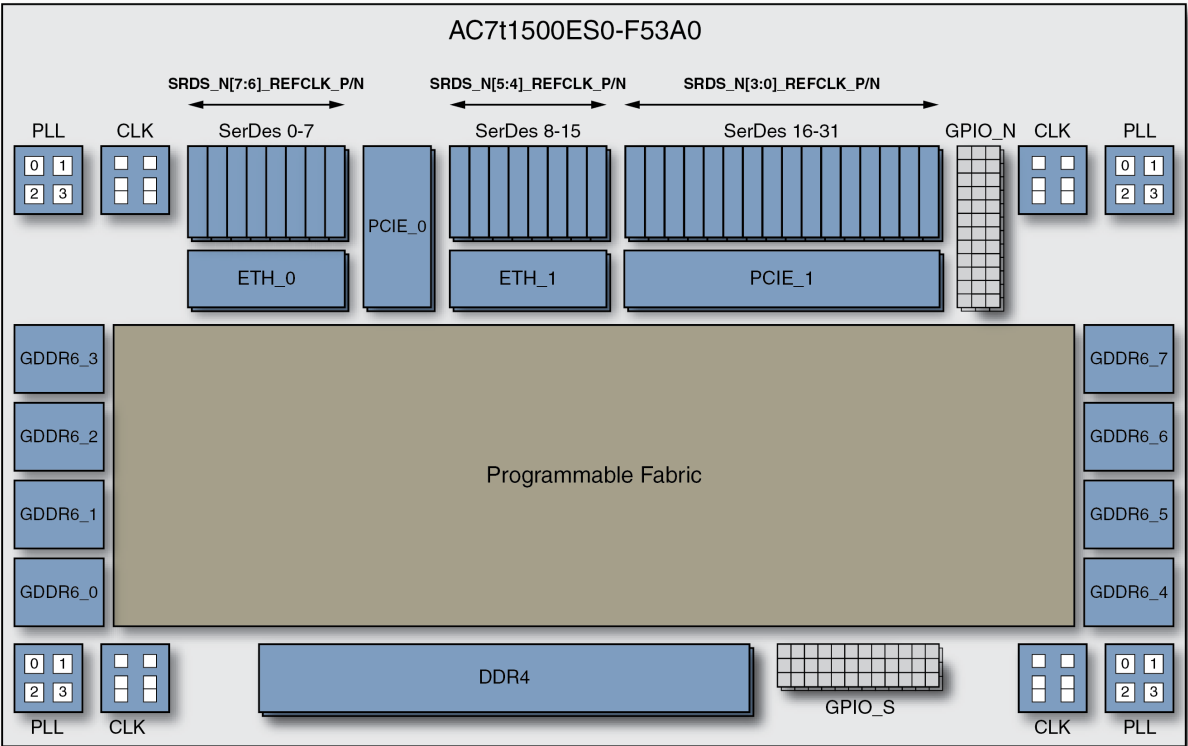 AC7t1500ES0-F53A0
SRDS_N[7:6]_REFCLK_P/N SRDS_N[5:4]_REFCLK_P/N SRDS_N[3:0]_REFCLK_P/N
PLL CLK SerDes 0-7 SerDes 8-15 SerDes 16-31 GPIO_N CLK PLL
0 1 0 1
2 3 2 3
PCIE_0
ETH_0 ETH_1 PCIE_1
GDDR6_3 GDDR6_7
GDDR6_2 GDDR6_6
Programmable Fabric
GDDR6_1 GDDR6_5
GDDR6_0 GDDR6_4
0 1 0 1
DDR4
2 3 2 3
GPIO_S
PLL CLK CLK PLL